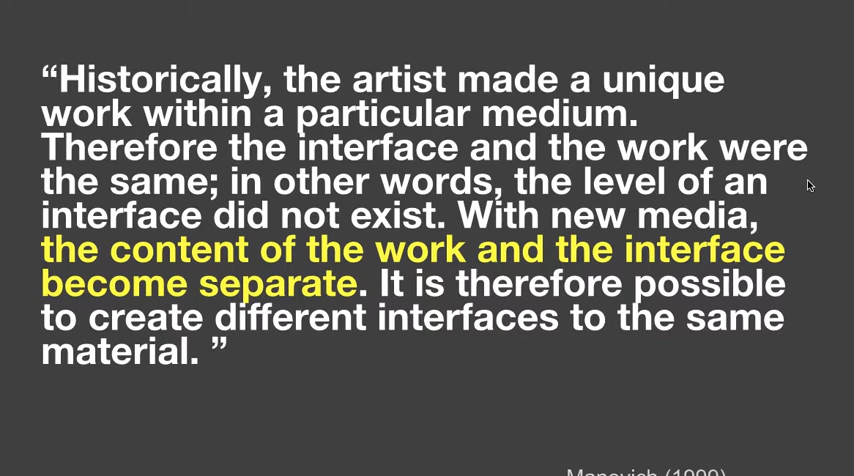 “Historically, the artist made a unique
work within a particular medium.
Therefore the interface and the work were
the same; in other words, the level of an
interface did not exist. With new media,
the content of the work and the interface
become separate. It is therefore possible
to create different interfaces to the same
material. ”
Manovich (1999)